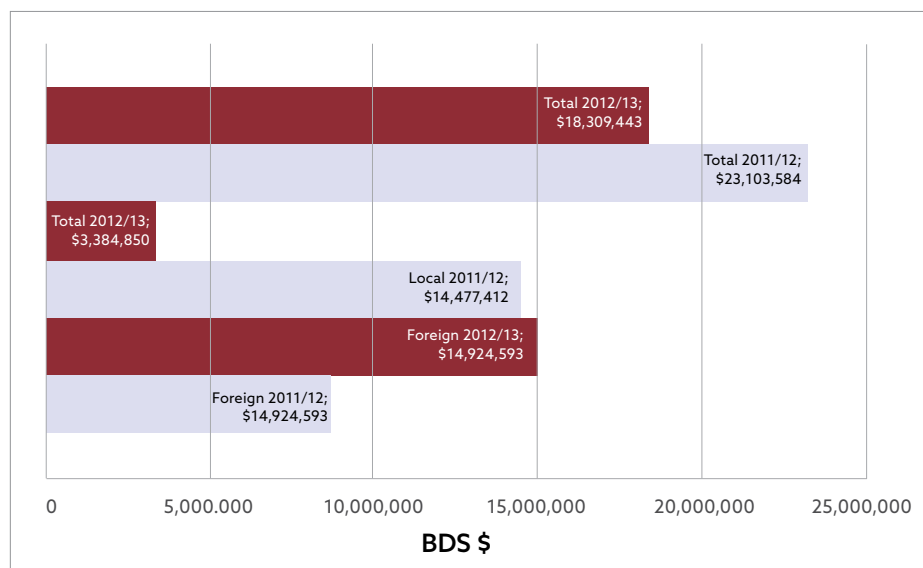 Total 2012/13;
$18,309,443
Total 2011/12;
$23,103,584
Total 2012/13;
$3,384,850
Local 2011/12;
$14,477,412
Foreign 2012/13;
$14,924,593
Foreign 2011/12;
$14,924,593
0 5,000.000 10,000,000 15,000,000 20,000,000 25,000,000
BDS $